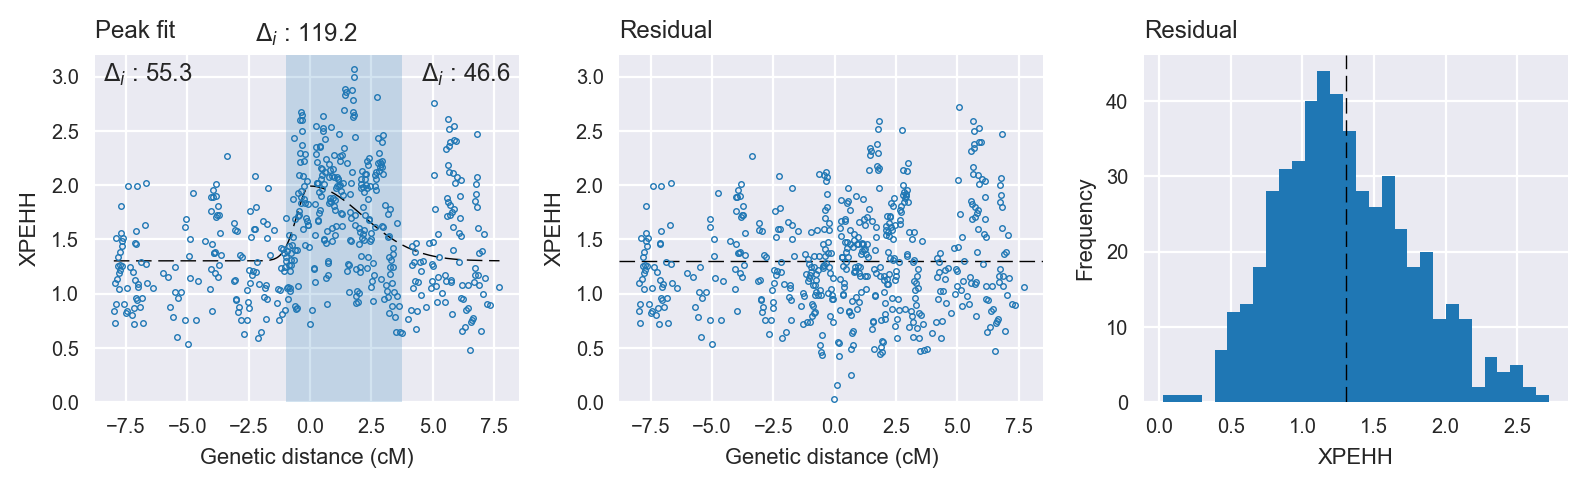 Peak fit
Δi : 119.2
Δi : 55.3
Δi : 46.6
XPEHH
3.0
2.5
2.0
1.5
1.0
0.5
0.0
−7.5 −5.0 −2.5 0.0 2.5 5.0 7.5
Genetic distance (cM)
Residual
XPEHH
3.0
2.5
2.0
1.5
1.0
0.5
0.0
−7.5 −5.0 −2.5 0.0 2.5 5.0 7.5
Genetic distance (cM)
Residual
Frequency
40
30
20
10
0
0.0 0.5 1.0 1.5 2.0 2.5
XPEHH